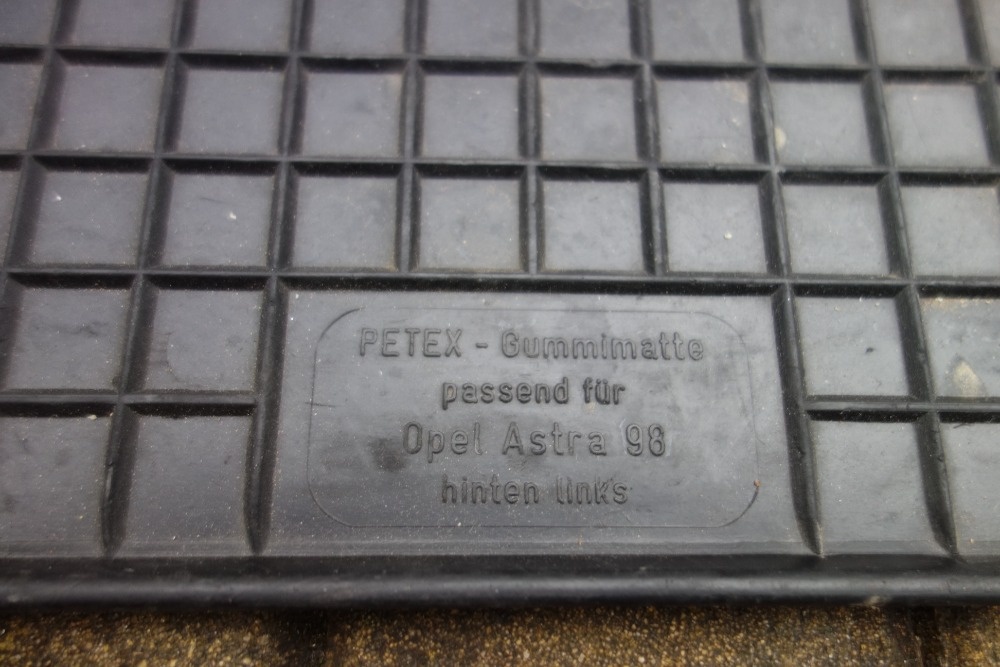 PETEX - Gummimatte
passend für
Opel Astra 98
hinten links